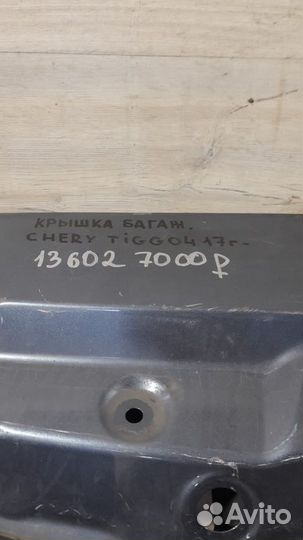 КРЫШКА БАГАЖ.
CHERY TiGGO4 17г-
13602 7000₽
Avito